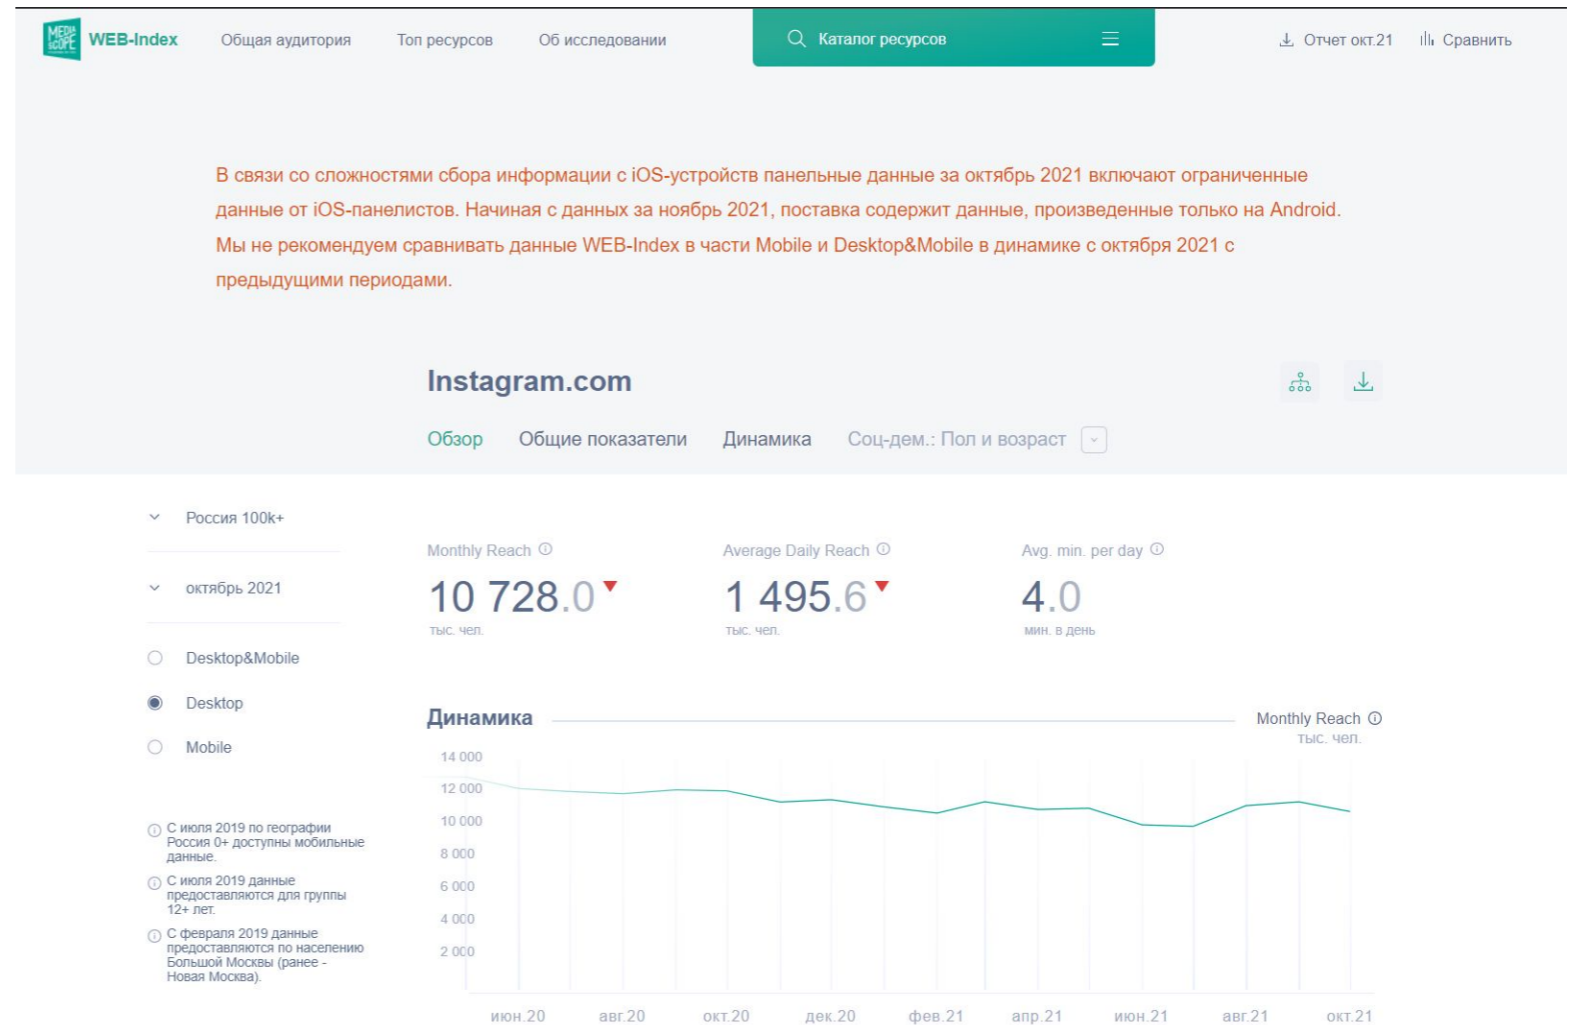 MEDIASCOPE
WEB-Index
Общая аудитория
Топ ресурсов
Об исследовании
Каталог ресурсов
Отчет окт.21
Сравнить
В связи со сложностями сбора информации с iOS-устройств панельные данные за октябрь 2021 включают ограниченные
данные от iOS-панелистов. Начиная с данных за ноябрь 2021, поставка содержит данные, произведенные только на Android.
Мы не рекомендуем сравнивать данные WEB-Index в части Mobile и Desktop&Mobile в динамике с октября 2021 с
предыдущими периодами.
Instagram.com
Обзор
Общие показатели
Динамика
Соц-дем.: Пол и возраст
Россия 100k+
октябрь 2021
Desktop&Mobile
Desktop
Mobile
С июля 2019 по географии
Россия 0+ доступны мобильные
данные.
С июля 2019 данные
предоставляются для группы
12+ лет.
С февраля 2019 данные
предоставляются по населению
Большой Москвы (ранее -
Новая Москва).
Monthly Reach
10 728.0
тыс. чел.
Average Daily Reach
1 495.6
тыс. чел.
Avg. min. per day
4.0
мин. в день
Динамика
Monthly Reach
тыс. чел.
14 000
12 000
10 000
8 000
6 000
4 000
2 000
июн.20
авг.20
окт.20
дек.20
фев.21
апр.21
июн.21
авг.21
окт.21